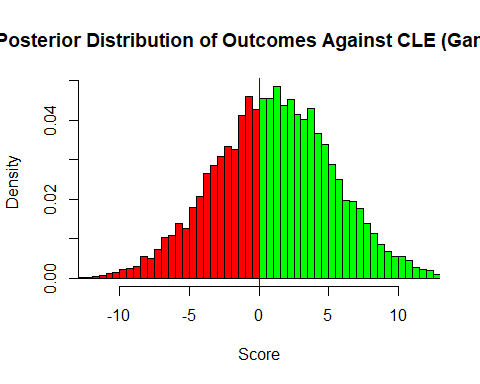 Posterior Distribution of Outcomes Against CLE (Gar
Density
0.04
0.02
0.00
-10 -5 0 5 10
Score